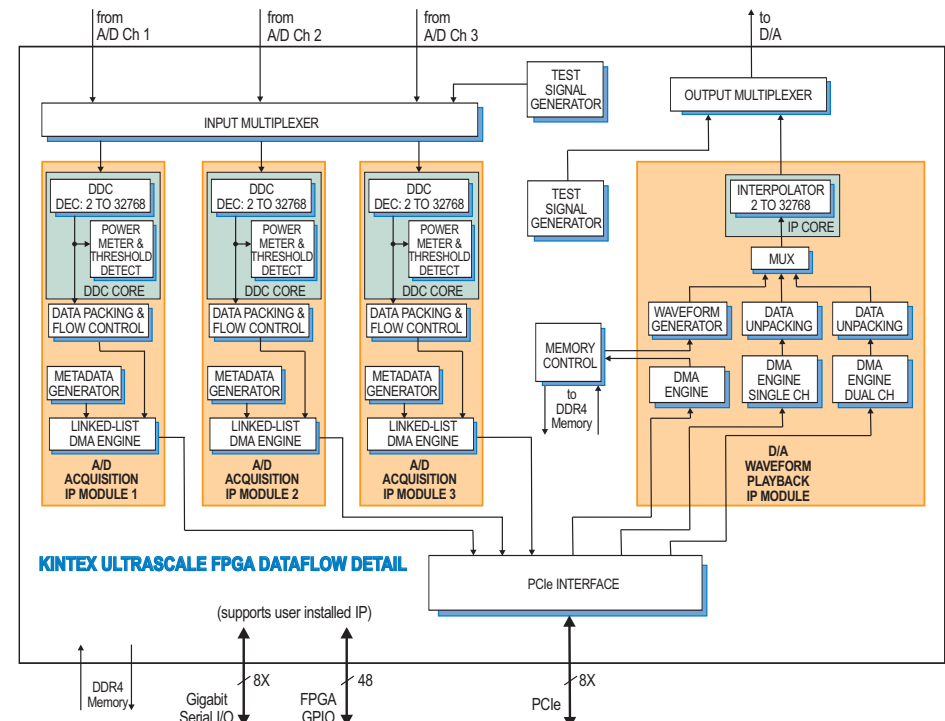 from
A/D Ch 1
from
A/D Ch 2
from
A/D Ch 3
to
D/A
TEST
SIGNAL
GENERATOR
OUTPUT MULTIPLEXER
INPUT MULTIPLEXER
DDC
DEC: 2 TO 32768
POWER
METER &
THRESHOLD
DETECT
DDC CORE
DATA PACKING &
FLOW CONTROL
METADATA
GENERATOR
LINKED-LIST
DMA ENGINE
A/D
ACQUISITION
IP MODULE 1
DDC
DEC: 2 TO 32768
POWER
METER &
THRESHOLD
DETECT
DDC CORE
DATA PACKING &
FLOW CONTROL
METADATA
GENERATOR
LINKED-LIST
DMA ENGINE
A/D
ACQUISITION
IP MODULE 2
DDC
DEC: 2 TO 32768
POWER
METER &
THRESHOLD
DETECT
DDC CORE
DATA PACKING &
FLOW CONTROL
METADATA
GENERATOR
LINKED-LIST
DMA ENGINE
A/D
ACQUISITION
IP MODULE 3
TEST
SIGNAL
GENERATOR
INTERPOLATOR
2 TO 32768
IP CORE
MUX
WAVEFORM
GENERATOR
DATA
UNPACKING
DATA
UNPACKING
MEMORY
CONTROL
to
DDR4
Memory
DMA
ENGINE
DMA
ENGINE
SINGLE CH
DMA
ENGINE
DUAL CH
D/A
WAVEFORM
PLAYBACK
IP MODULE
KINTEX ULTRASCALE FPGA DATAFLOW DETAIL
PCIe INTERFACE
(supports user installed IP)
DDR4
Memory
8X
Gigabit
Serial I/O
48
FPGA
GPIO
8X
PCIe